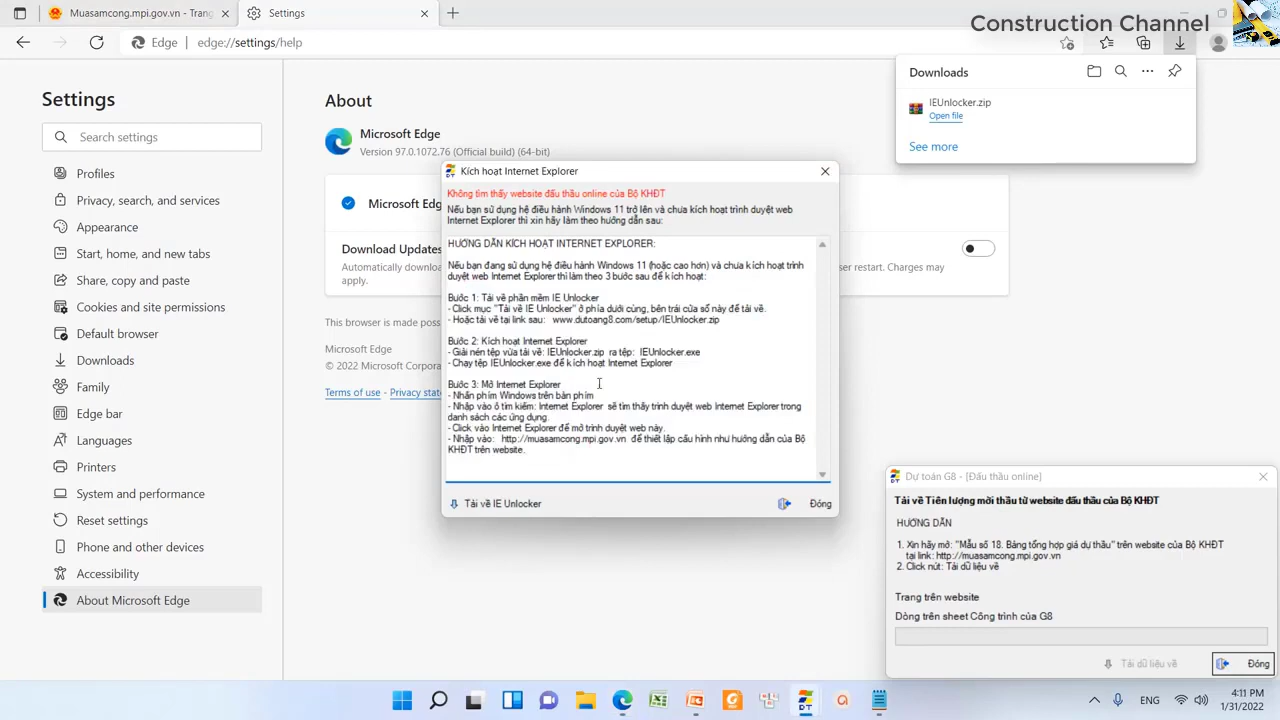 Muasamcong.mpi.gov.vn - Trang
Settings
Construction Channel
Edge
edge://settings/help
Downloads
IEUnlocker.zip
Open file
See more
Settings
Search settings
Profiles
Privacy, search, and services
Appearance
Start, home, and new tabs
Share, copy and paste
Cookies and site permissions
Default browser
Downloads
Family
Edge bar
Languages
Printers
System and performance
Reset settings
Phone and other devices
Accessibility
About Microsoft Edge
About
Microsoft Edge
Version 97.0.1072.76 (Official build) (64-bit)
Microsoft Edg
Download Updates
Automatically downloa
apply.
er restart. Charges may
This browser is made poss
Microsoft Edge
© 2022 Microsoft Corpora
Terms of use - Privacy state
Kích hoạt Internet Explorer
Không tìm thấy website đấu thầu online của Bộ KHĐT
Nếu bạn sử dụng hệ điều hành Windows 11 trở lên và chưa kích hoạt trình duyệt web
Internet Explorer thì xin hãy làm theo hướng dẫn sau:
HƯỚNG DẪN KÍCH HOẠT INTERNET EXPLORER:
Nếu bạn đang sử dụng hệ điều hành Windows 11 (hoặc cao hơn) và chưa kích hoạt trình
duyệt web Internet Explorer thì làm theo 3 bước sau để kích hoạt:
Bước 1: Tải về phần mềm IE Unlocker
- Click mục "Tải về IE Unlocker" ở phía dưới cùng, bên trái cửa sổ này để tải về.
- Hoặc tải về tại link sau: www.dutoang8.com/setup/IEUnlocker.zip
Bước 2: Kích hoạt Internet Explorer
- Giải nén tệp vừa tải về: IEUnlocker.zip ra tệp: IEUnlocker.exe
- Chạy tệp IEUnlocker.exe để kích hoạt Internet Explorer
Bước 3: Mở Internet Explorer
- Nhấn phím Windows trên bàn phím
- Nhập vào ô tìm kiếm: Internet Explorer sẽ tìm thấy trình duyệt web Internet Explorer trong
danh sách các ứng dụng.
- Click vào Internet Explorer để mở trình duyệt web này.
- Nhập vào: http://muasamcong.mpi.gov.vn để thiết lập cấu hình như hướng dẫn của Bộ
KHĐT trên website.
Tải về IE Unlocker
Đóng
Dự toán G8 - [Đấu thầu online]
Tải về Tiên lượng mời thầu từ website đấu thầu của Bộ KHĐT
HƯỚNG DẪN
1. Xin hãy mở: "Mẫu số 18. Bảng tổng hợp giá dự thầu" trên website của Bộ KHĐT
tại link: http://muasamcong.mpi.gov.vn
2. Click nút: Tải dữ liệu về
Trang trên website
Dòng trên sheet Công trình của G8
Tải dữ liệu về
Đóng
ENG
4:11 PM
1/31/2022